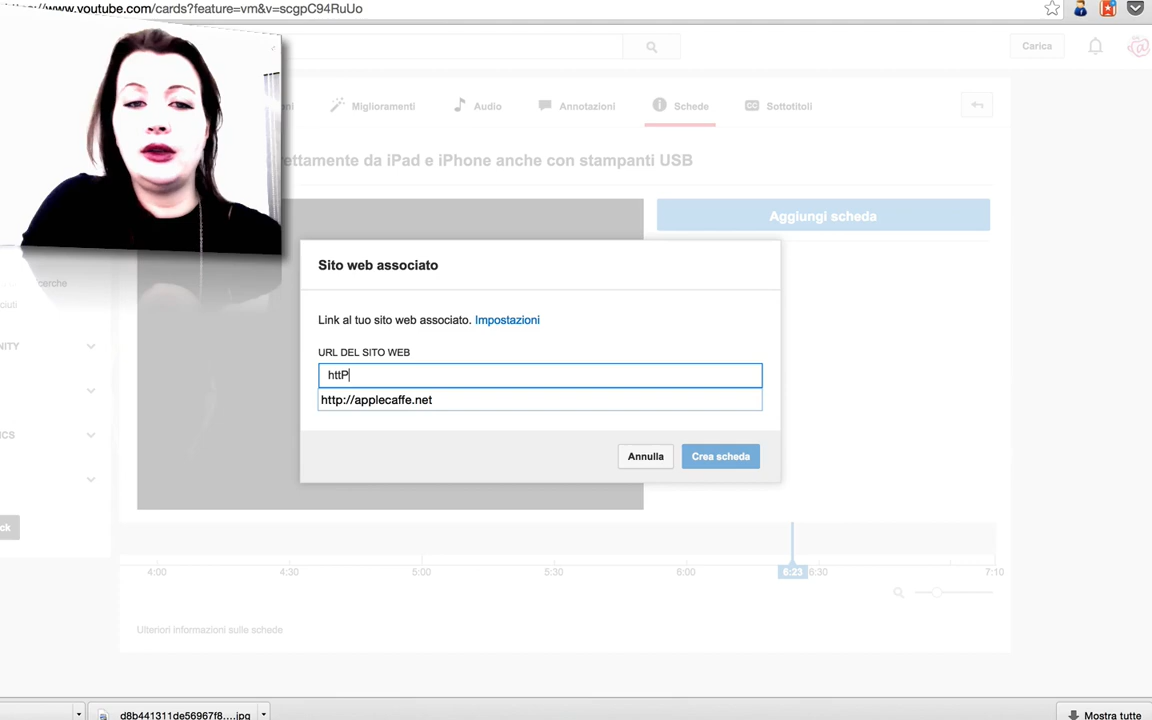 https://www.youtube.com/cards?feature=vm&v=scgpC94RuUo
Carica
Miglioramenti
Audio
Annotazioni
Schede
CC Sottotitoli
rettamente da iPad e iPhone anche con stampanti USB
Aggiungi scheda
Sito web associato
Link al tuo sito web associato. Impostazioni
URL DEL SITO WEB
httP
http://applecaffe.net
Annulla
Crea scheda
4:00
4:30
5:00
5:30
6:00
6:23
6:30
7:10
Ulteriori informazioni sulle schede
d8b441311de56967f8....jpg
Mostra tutte